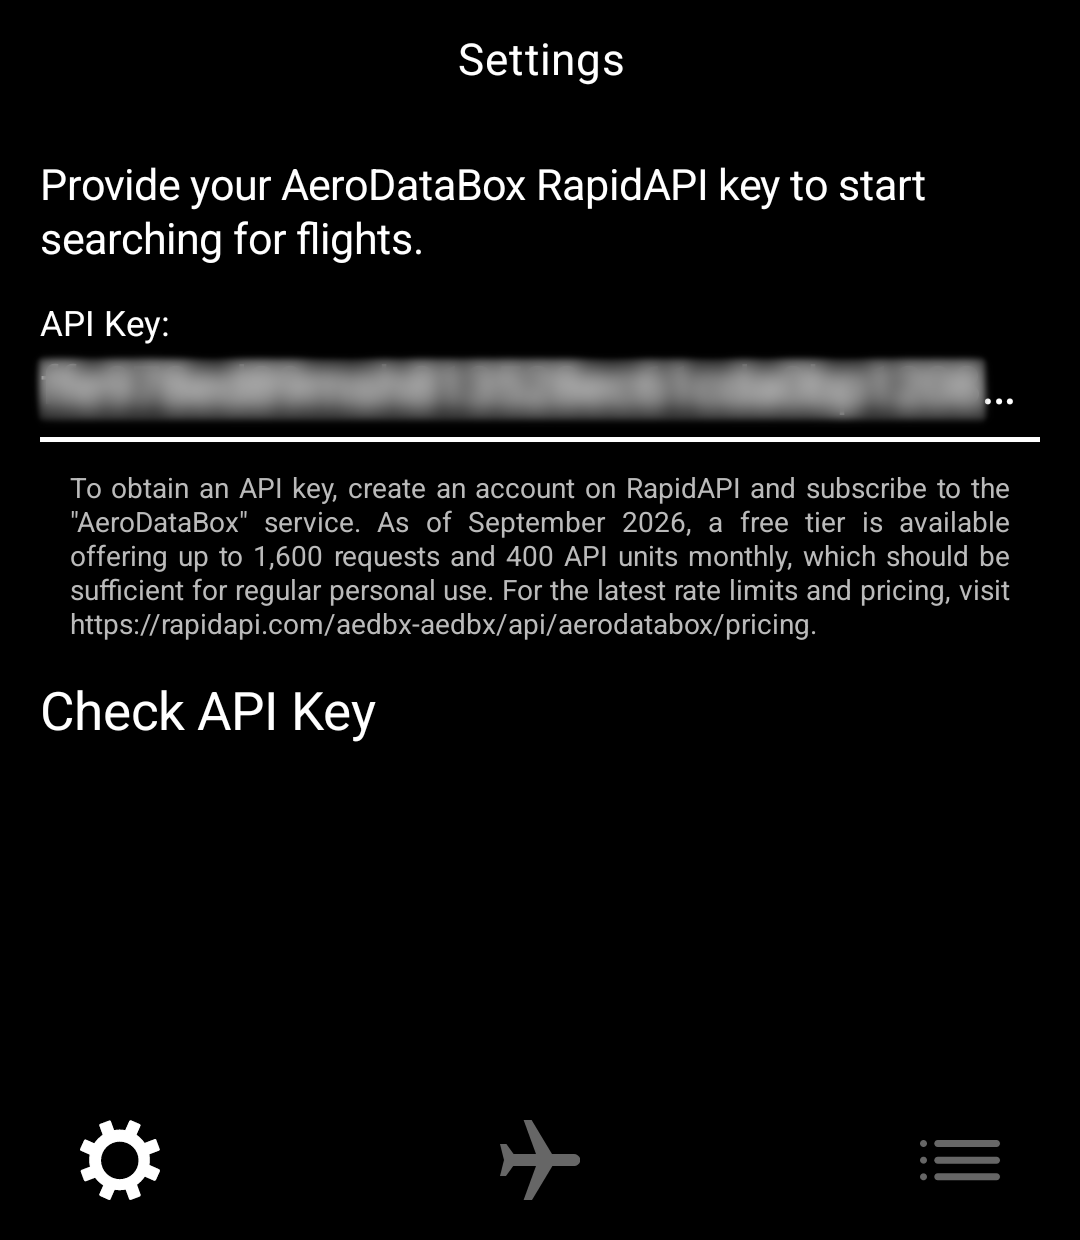 Settings
Provide your AeroDataBox RapidAPI key to start
searching for flights.
API Key:
...
To obtain an API key, create an account on RapidAPI and subscribe to the
"AeroDataBox" service. As of September 2026, a free tier is available
offering up to 1,600 requests and 400 API units monthly, which should be
sufficient for regular personal use. For the latest rate limits and pricing, visit
https://rapidapi.com/aedbx-aedbx/api/aerodatabox/pricing.
Check API Key